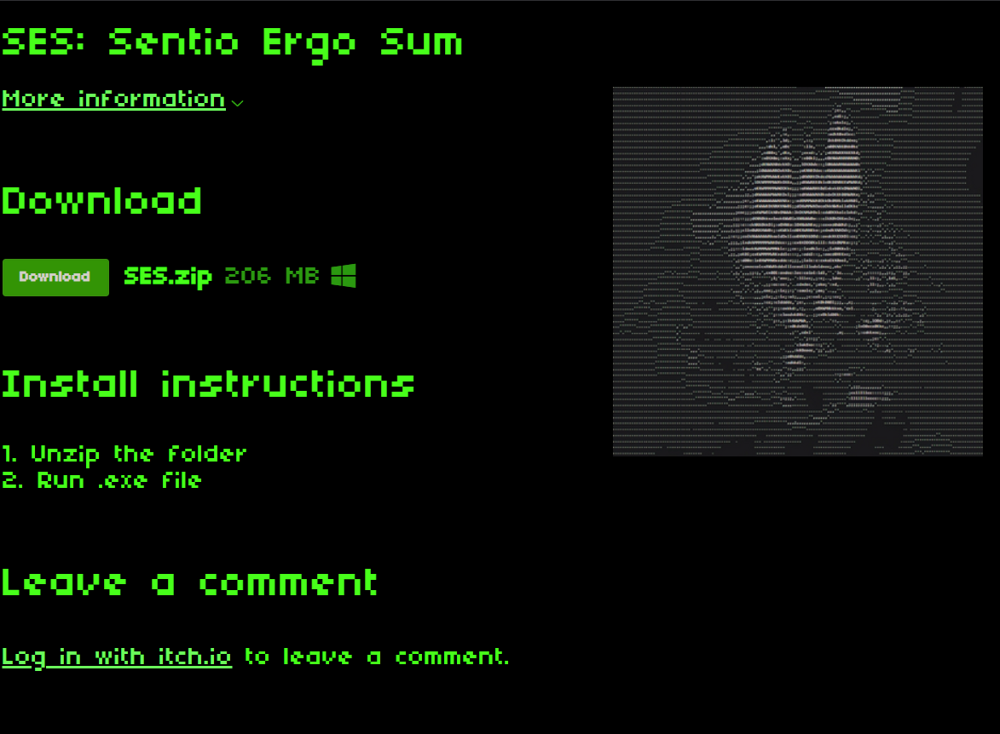 SES: Sentio Ergo Sum
More information
Download
Download SES.zip 206 MB
Install instructions
1. Unzip the folder
2. Run .exe file
Leave a comment
Log in with itch.io to leave a comment.